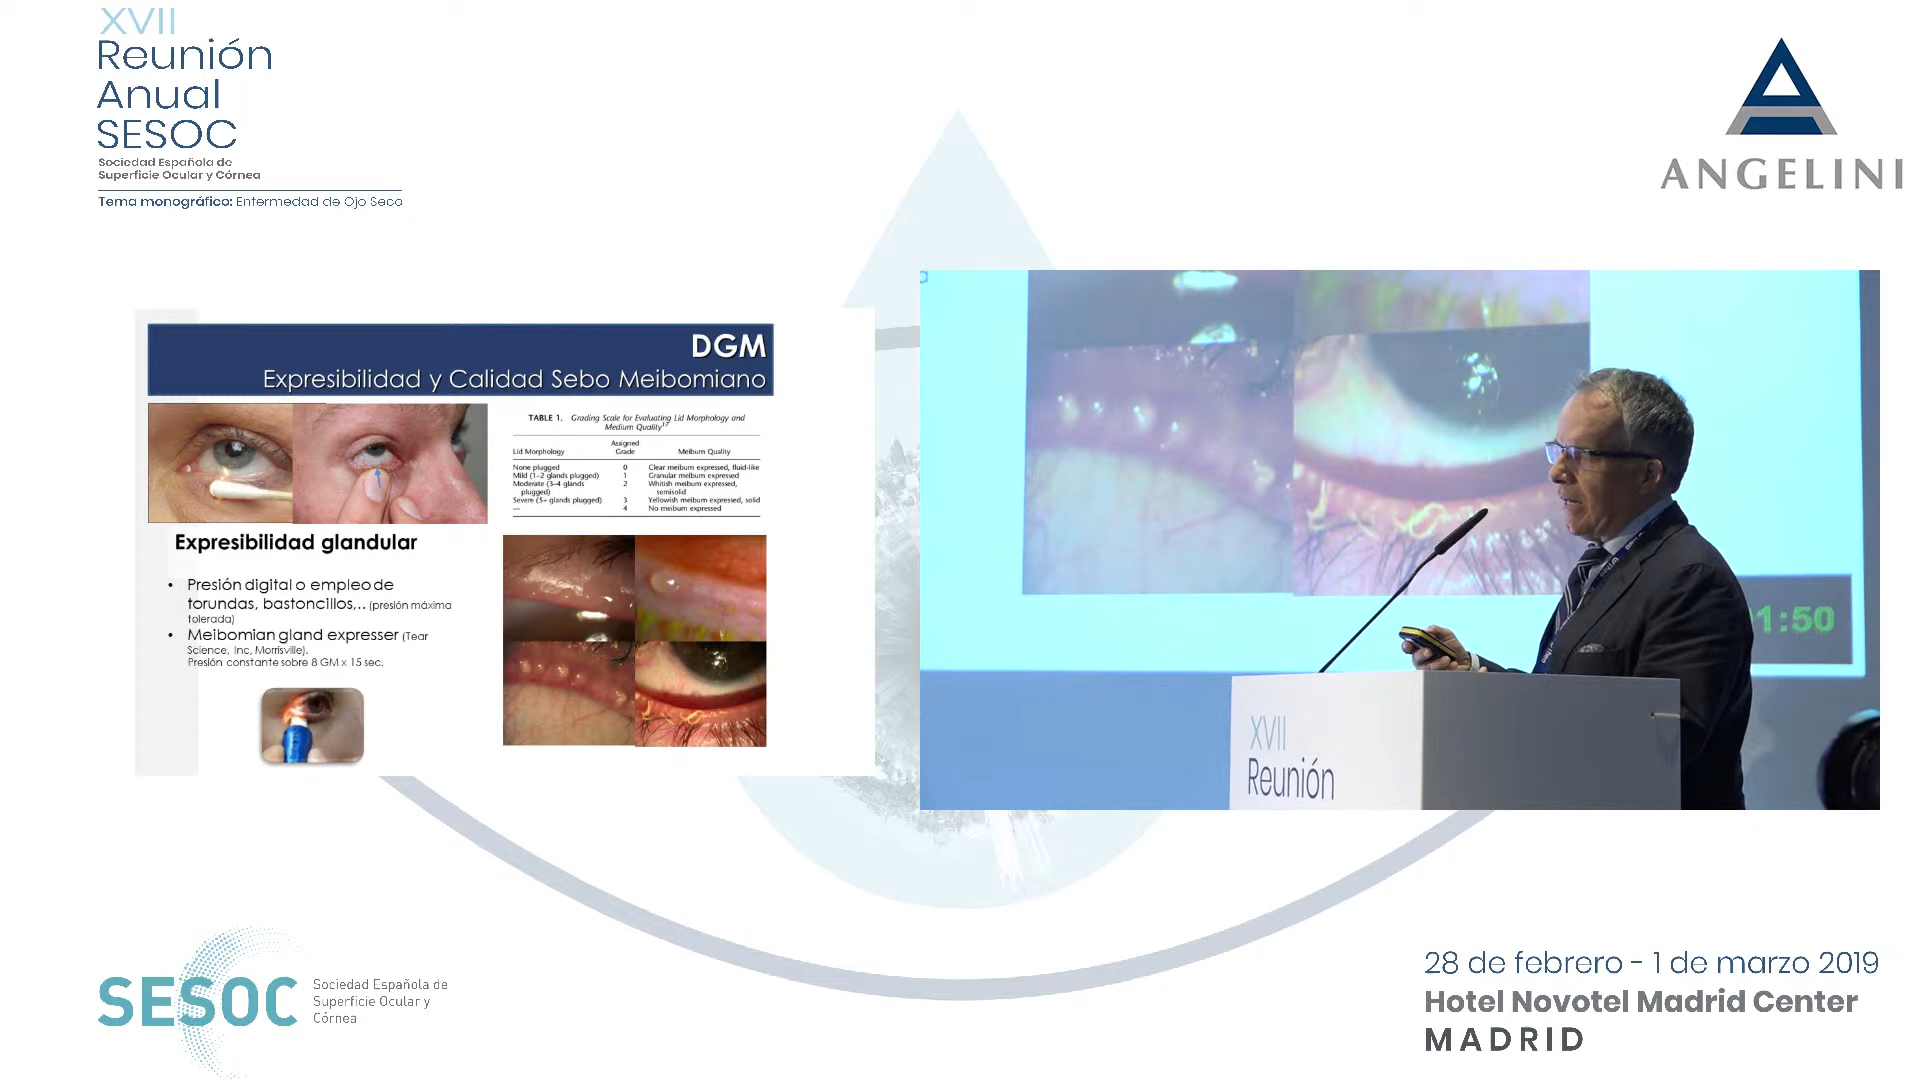 XVII
Reunión
Anual
SESOC
Sociedad Española de
Superficie Ocular y Córnea
Tema monográfico: Enfermedad de Ojo Seco
ANGELINI
DGM
Expresibilidad y Calidad Sebo Meibomiano
TABLE 1. Grading Scale for Evaluating Lid Morphology and
Medium Quality17
Assigned
Lid Morphology Grade Meibum Quality
None plugged 0 Clear meibum expressed, fluid-like
Mild (1–2 glands plugged) 1 Granular meibum expressed
Moderate (3–4 glands 2 Whitish meibum expressed,
plugged) semisolid
Severe (5+ glands plugged) 3 Yellowish meibum expressed, solid
— 4 No meibum expressed
Expresibilidad glandular
• Presión digital o empleo de
torundas, bastoncillos,.. (presión máxima
tolerada)
• Meibomian gland expresser (Tear
Science, Inc, Morrisville).
Presión constante sobre 8 GM x 15 sec.
1:50
XVII
Reunión
SESOC
Sociedad Española de
Superficie Ocular y
Córnea
28 de febrero - 1 de marzo 2019
Hotel Novotel Madrid Center
MADRID